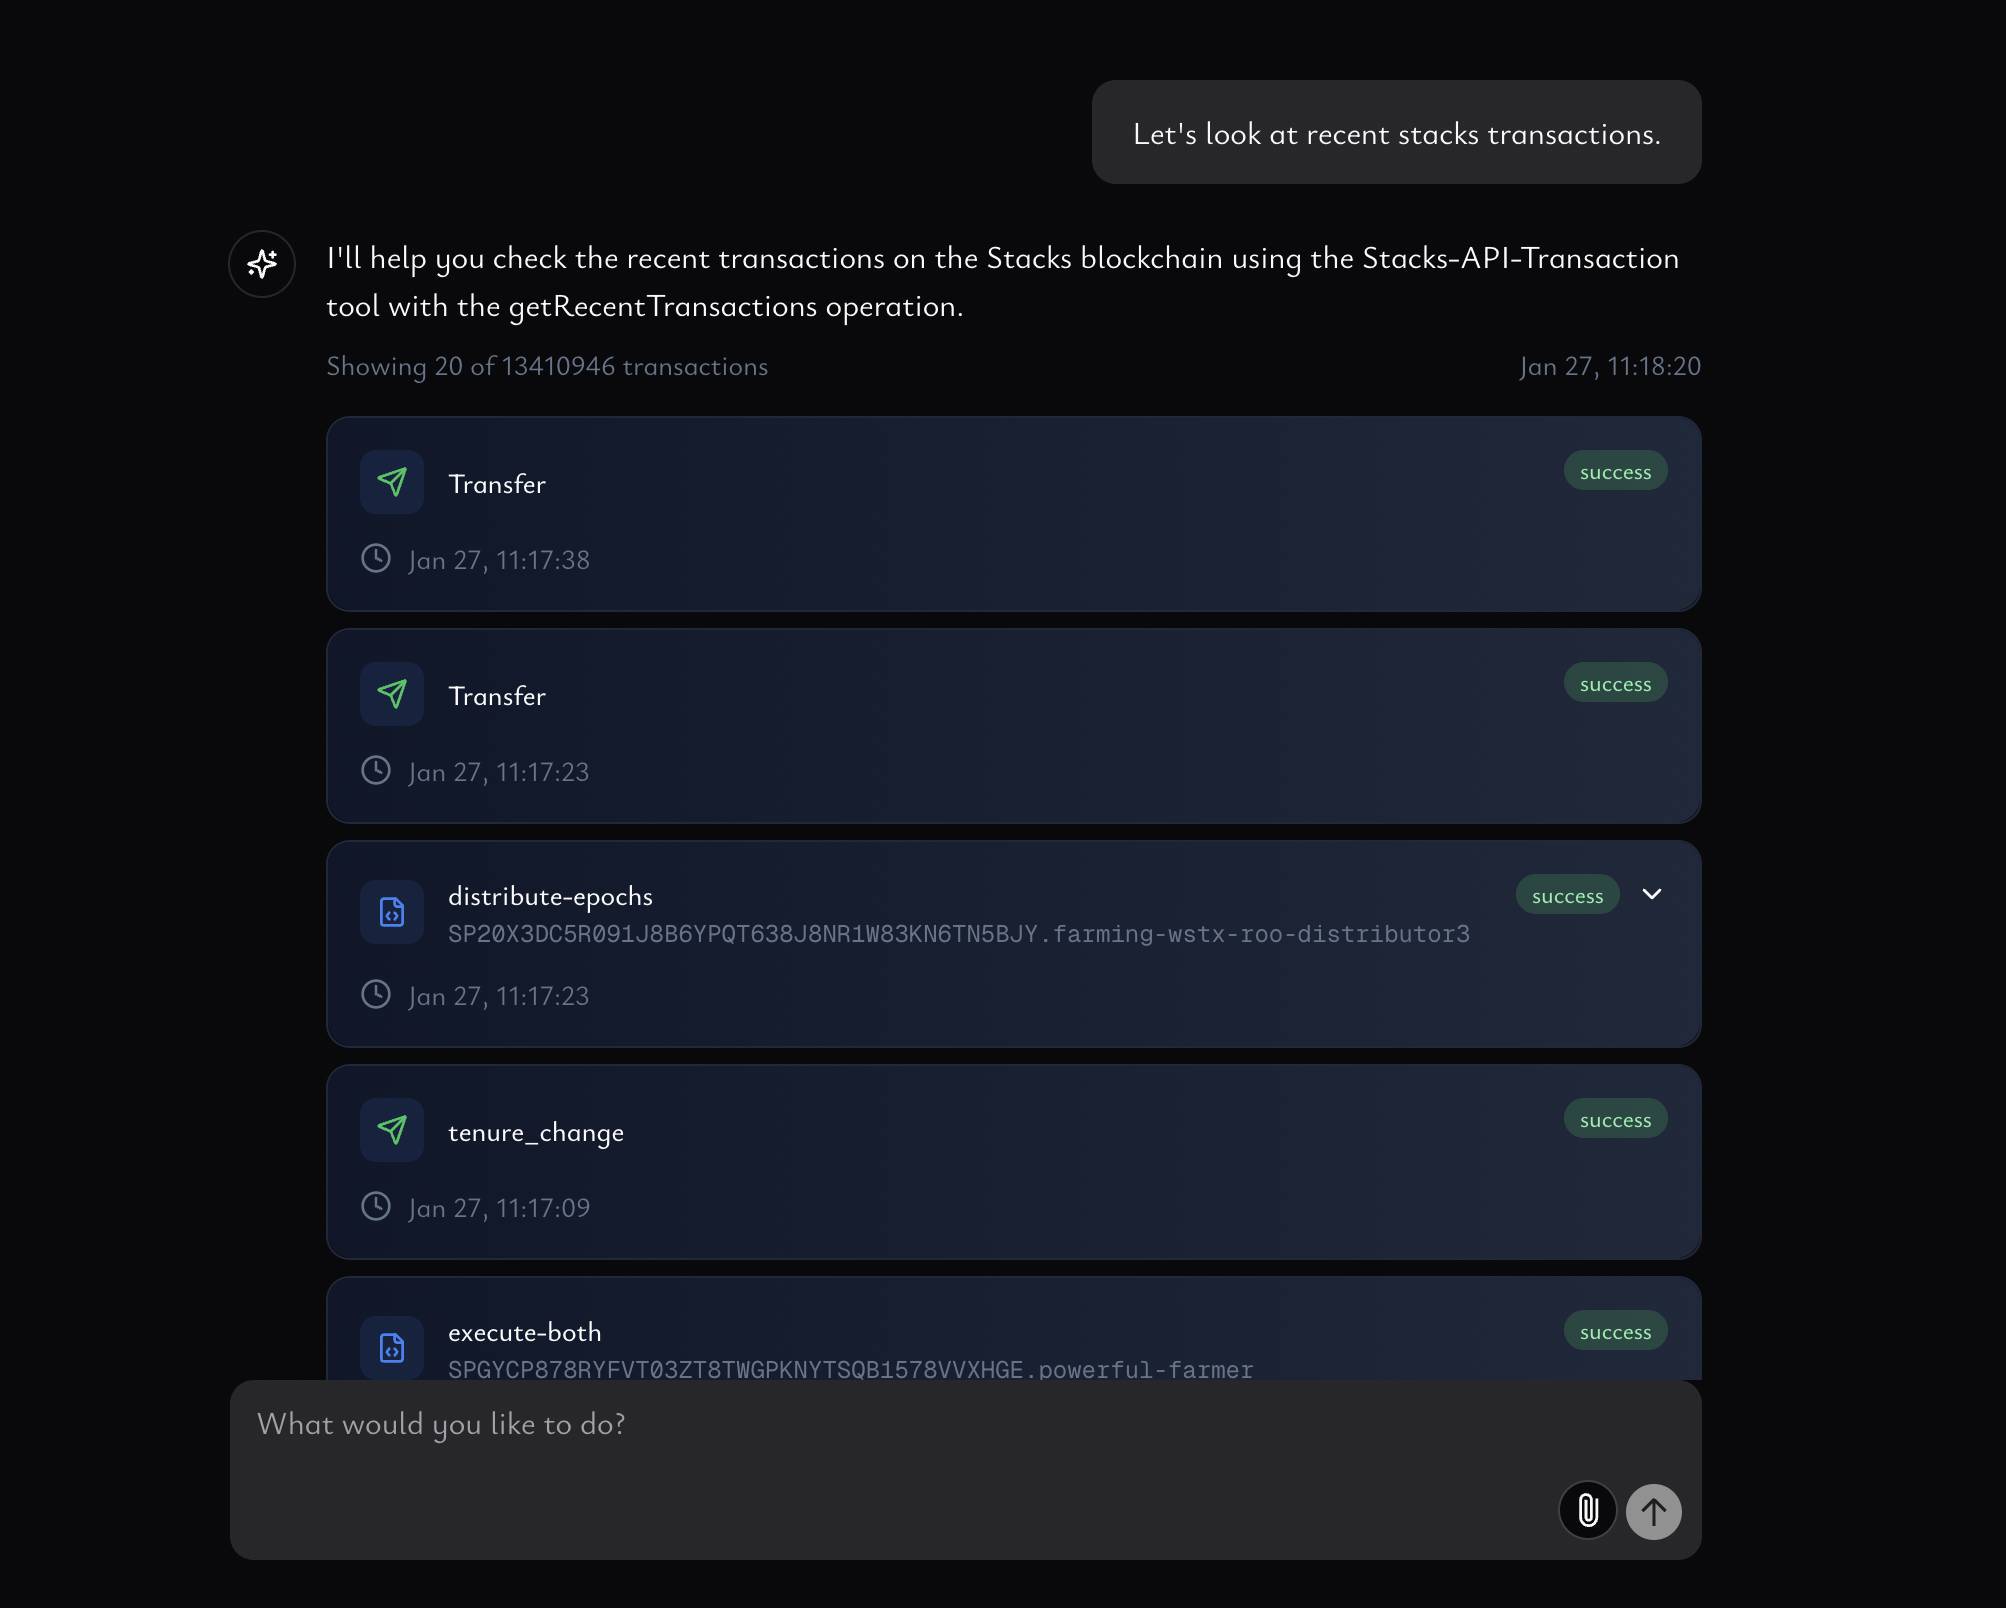 Let's look at recent stacks transactions.
I'll help you check the recent transactions on the Stacks blockchain using the Stacks-API-Transaction
tool with the getRecentTransactions operation.
Showing 20 of 13410946 transactions
Jan 27, 11:18:20
Transfer
success
Jan 27, 11:17:38
Transfer
success
Jan 27, 11:17:23
distribute-epochs
success
SP20X3DC5R091J8B6YPQT638J8NR1W83KN6TN5BJY.farming-wstx-roo-distributor3
Jan 27, 11:17:23
tenure_change
success
Jan 27, 11:17:09
execute-both
success
SPGYCP878RYFVT03ZT8TWGPKNYTSQB1578VVXHGE.powerful-farmer
What would you like to do?